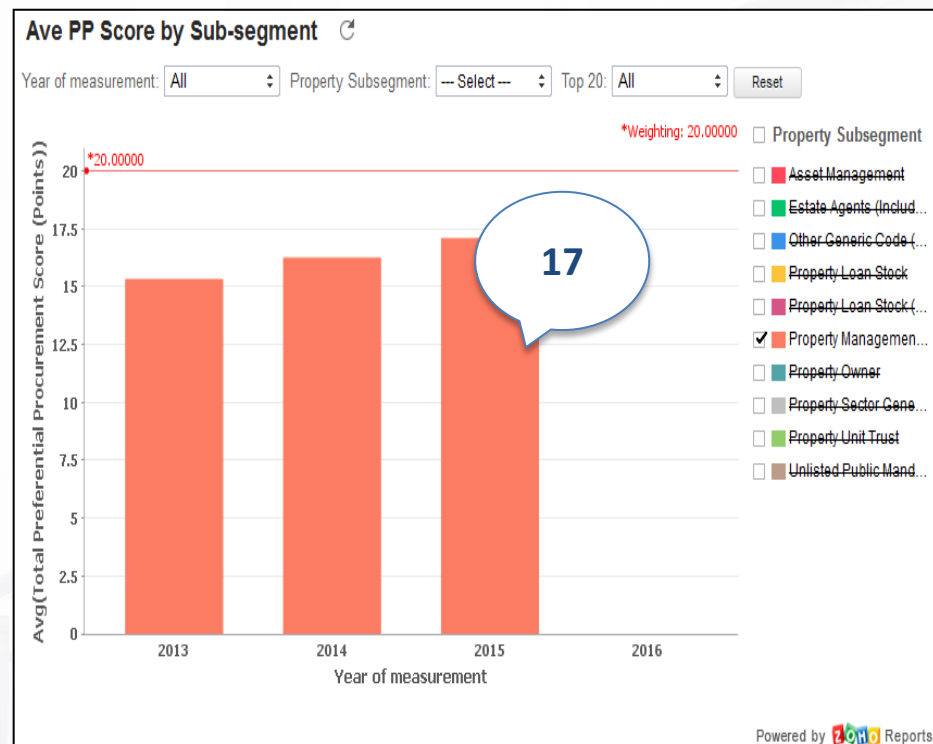 Ave PP Score by Sub-segment
Year of measurement: All Property Subsegment: --- Select --- Top 20: All Reset
*Weighting: 20.00000
*20.00000
Avg(Total Preferential Procurement Score (Points))
20
17.5
15
12.5
10
7.5
5
2.5
0
17
2013 2014 2015 2016
Year of measurement
Property Subsegment
Asset Management
Estate Agents (Includ...
Other Generic Code (...
Property Loan Stock
Property Loan Stock (...
Property Managemen...
Property Owner
Property Sector Gene...
Property Unit Trust
Unlisted Public Mand...
Powered by ZOHO Reports